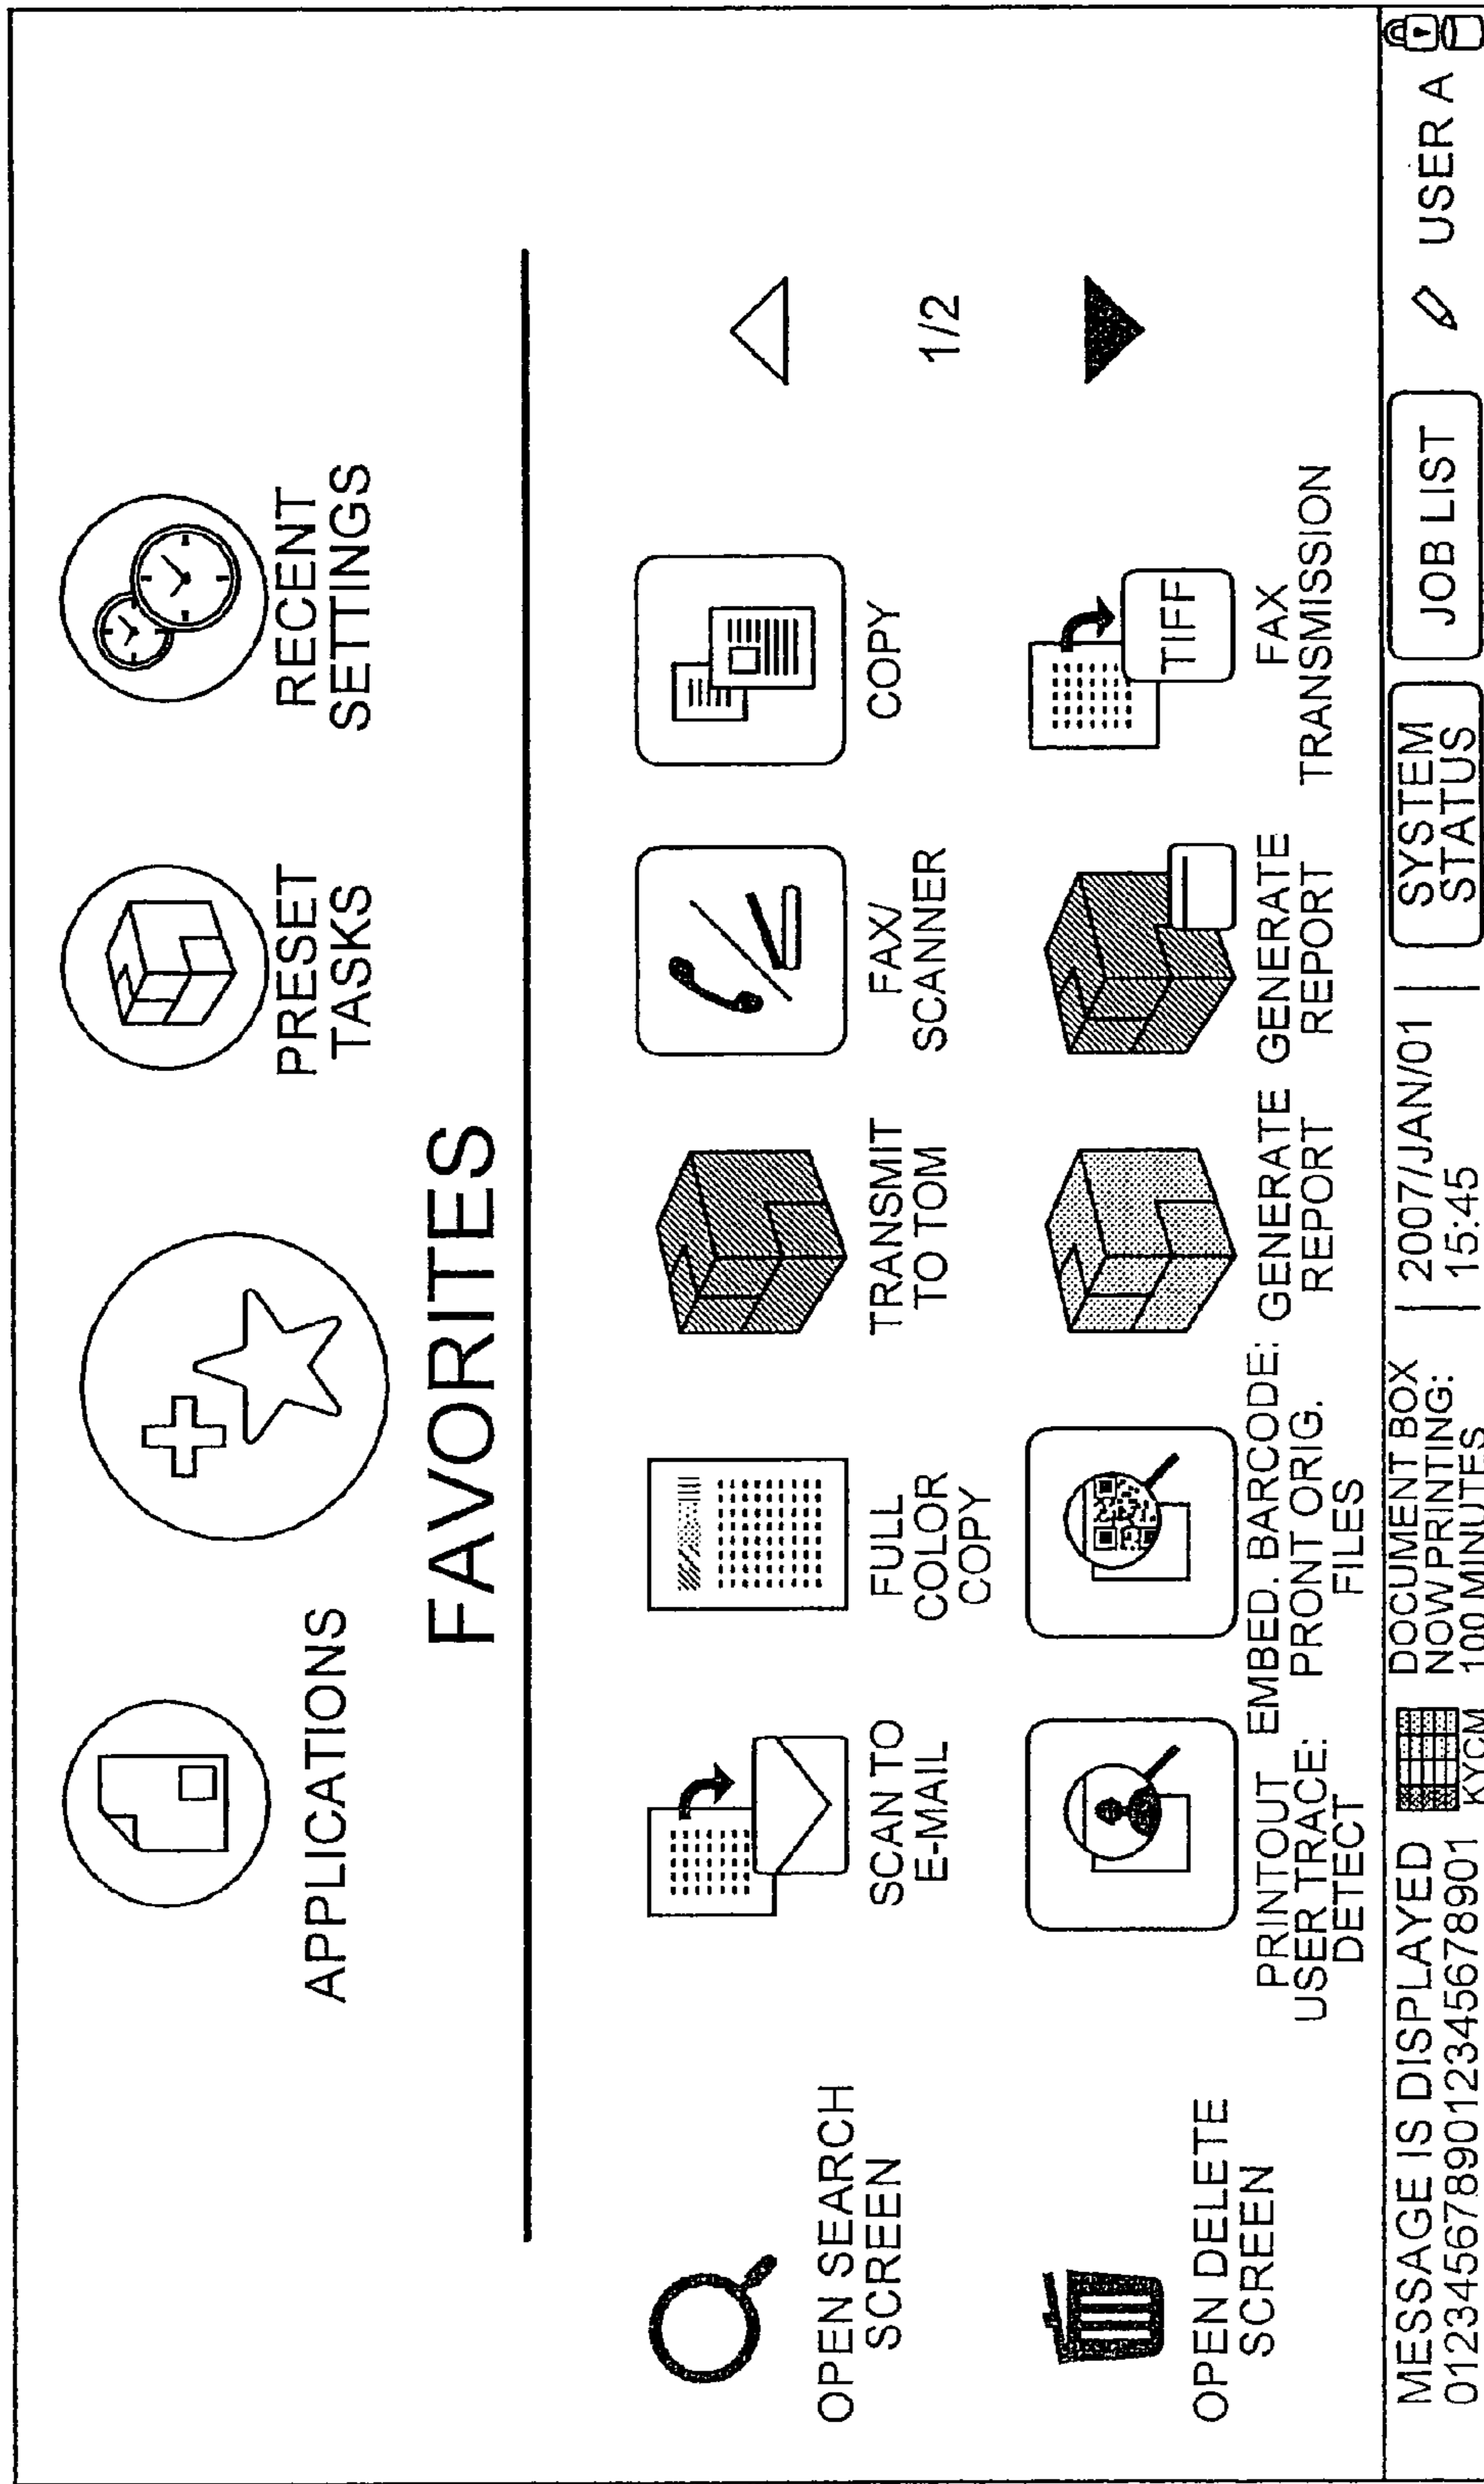 APPLICATIONS
FAVORITES
PRESET
TASKS
RECENT
SETTINGS
OPEN SEARCH
SCREEN
SCAN TO
E-MAIL
FULL
COLOR
COPY
TRANSMIT
TO TOM
FAX/
SCANNER
COPY
1/2
OPEN DELETE
SCREEN
PRINTOUT
USER TRACE:
DETECT
EMBED. BARCODE:
PRONT ORIG.
FILES
GENERATE
REPORT
GENERATE
REPORT
TIFF
FAX
TRANSMISSION
MESSAGE IS DISPLAYED
0123456789012345678901
KYCM
DOCUMENT BOX
NOW PRINTING:
100 MINUTES
2007/JAN/01
15:45
SYSTEM
STATUS
JOB LIST
USER A